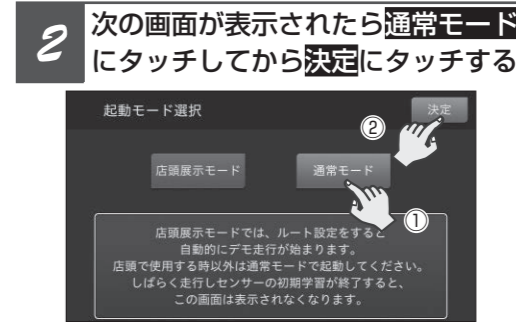 2
次の画面が表示されたら通常モード
にタッチしてから決定にタッチする
起動モード選択
②
決定
店頭展示モード
通常モード
①
店頭展示モードでは、ルート設定をすると
自動的にデモ走行が始まります。
店頭で使用する時以外は通常モードで起動してください。
しばらく走行しセンサーの初期学習が終了すると、
この画面は表示されなくなります。